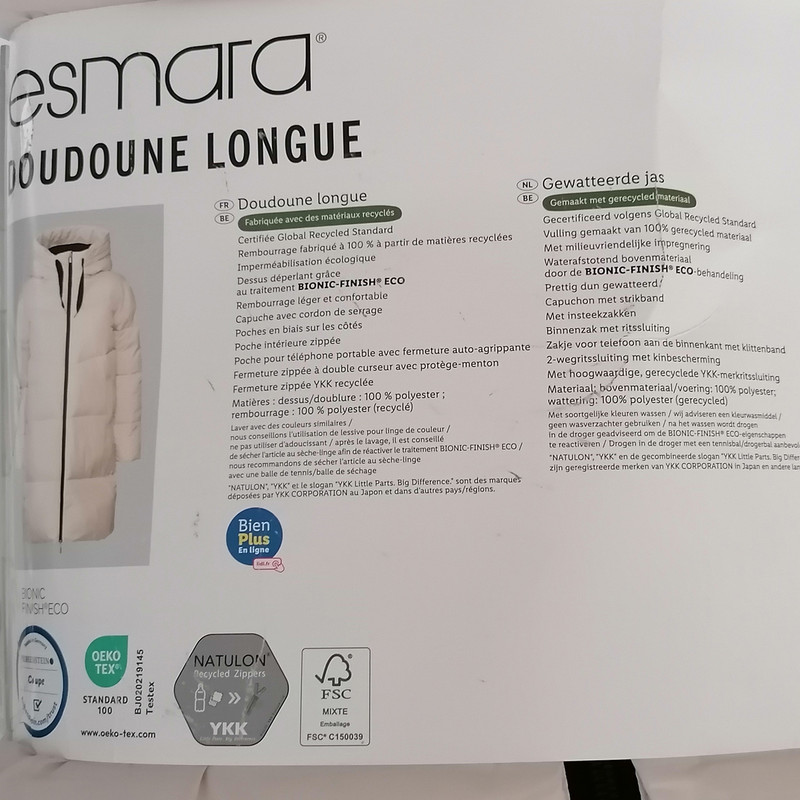 esmara®
DOUDOUNE LONGUE
FR Doudoune longue
BE Fabriquée avec des matériaux recyclés
Certifiée Global Recycled Standard
Rembourrage fabriqué à 100 % à partir de matières recyclées
Imperméabilisation écologique
Dessus déperlant grâce
au traitement BIONIC-FINISH® ECO
Rembourrage léger et confortable
Capuche avec cordon de serrage
Poches en biais sur les côtés
Poche intérieure zippée
Poche pour téléphone portable avec fermeture auto-agrippante
Fermeture zippée à double curseur avec protège-menton
Fermeture zippée YKK recyclée
Matières : dessus/doublure : 100 % polyester ;
rembourrage : 100 % polyester (recyclé)
Laver avec des couleurs similaires /
nous conseillons l'utilisation de lessive pour linge de couleur /
ne pas utiliser d'adoucissant / après le lavage, il est conseillé
de sécher l'article au sèche-linge afin de réactiver le traitement BIONIC-FINISH® ECO /
nous recommandons de sécher l'article au sèche-linge
avec une balle de tennis/balle de séchage
"NATULON", "YKK" et le slogan "YKK Little Parts. Big Difference." sont des marques
déposées par YKK CORPORATION au Japon et dans d'autres pays/régions.
NL Gewatteerde jas
BE Gemaakt met gerecycled materiaal
Gecertificeerd volgens Global Recycled Standard
Vulling gemaakt van 100% gerecycled materiaal
Met milieuvriendelijke impregnering
Waterafstotend bovenmateriaal
door de BIONIC-FINISH® ECO-behandeling
Prettig dun gewatteerd
Capuchon met strikband
Met insteekzakken
Binnenzak met ritssluiting
Zakje voor telefoon aan de binnenkant met klittenband
2-wegritssluiting met kinbescherming
Met hoogwaardige, gerecyclede YKK-merkritssluiting
Materiaal: bovenmateriaal/voering: 100% polyester;
wattering: 100% polyester (gerecycled)
Met soortgelijke kleuren wassen / wij adviseren een kleurwasmiddel /
geen wasverzachter gebruiken / na het wassen wordt drogen
in de droger geadviseerd om de BIONIC-FINISH® ECO-eigenschappen
te reactiveren / Drogen in de droger met een tennisbal/drogerbal
"NATULON", "YKK" en de gecombineerde slogan "YKK Little Parts. Big
zijn geregistreerde merken van YKK CORPORATION in Japan en andere
Bien
Plus
En ligne
lidl.fr
BIONIC
FINISH®ECO
OEKO
TEX®
STANDARD
100
BJ020219145
Testex
www.oeko-tex.com
NATULON®
Recycled Zippers
YKK
FSC
MIXTE
Emballage
FSC® C150039